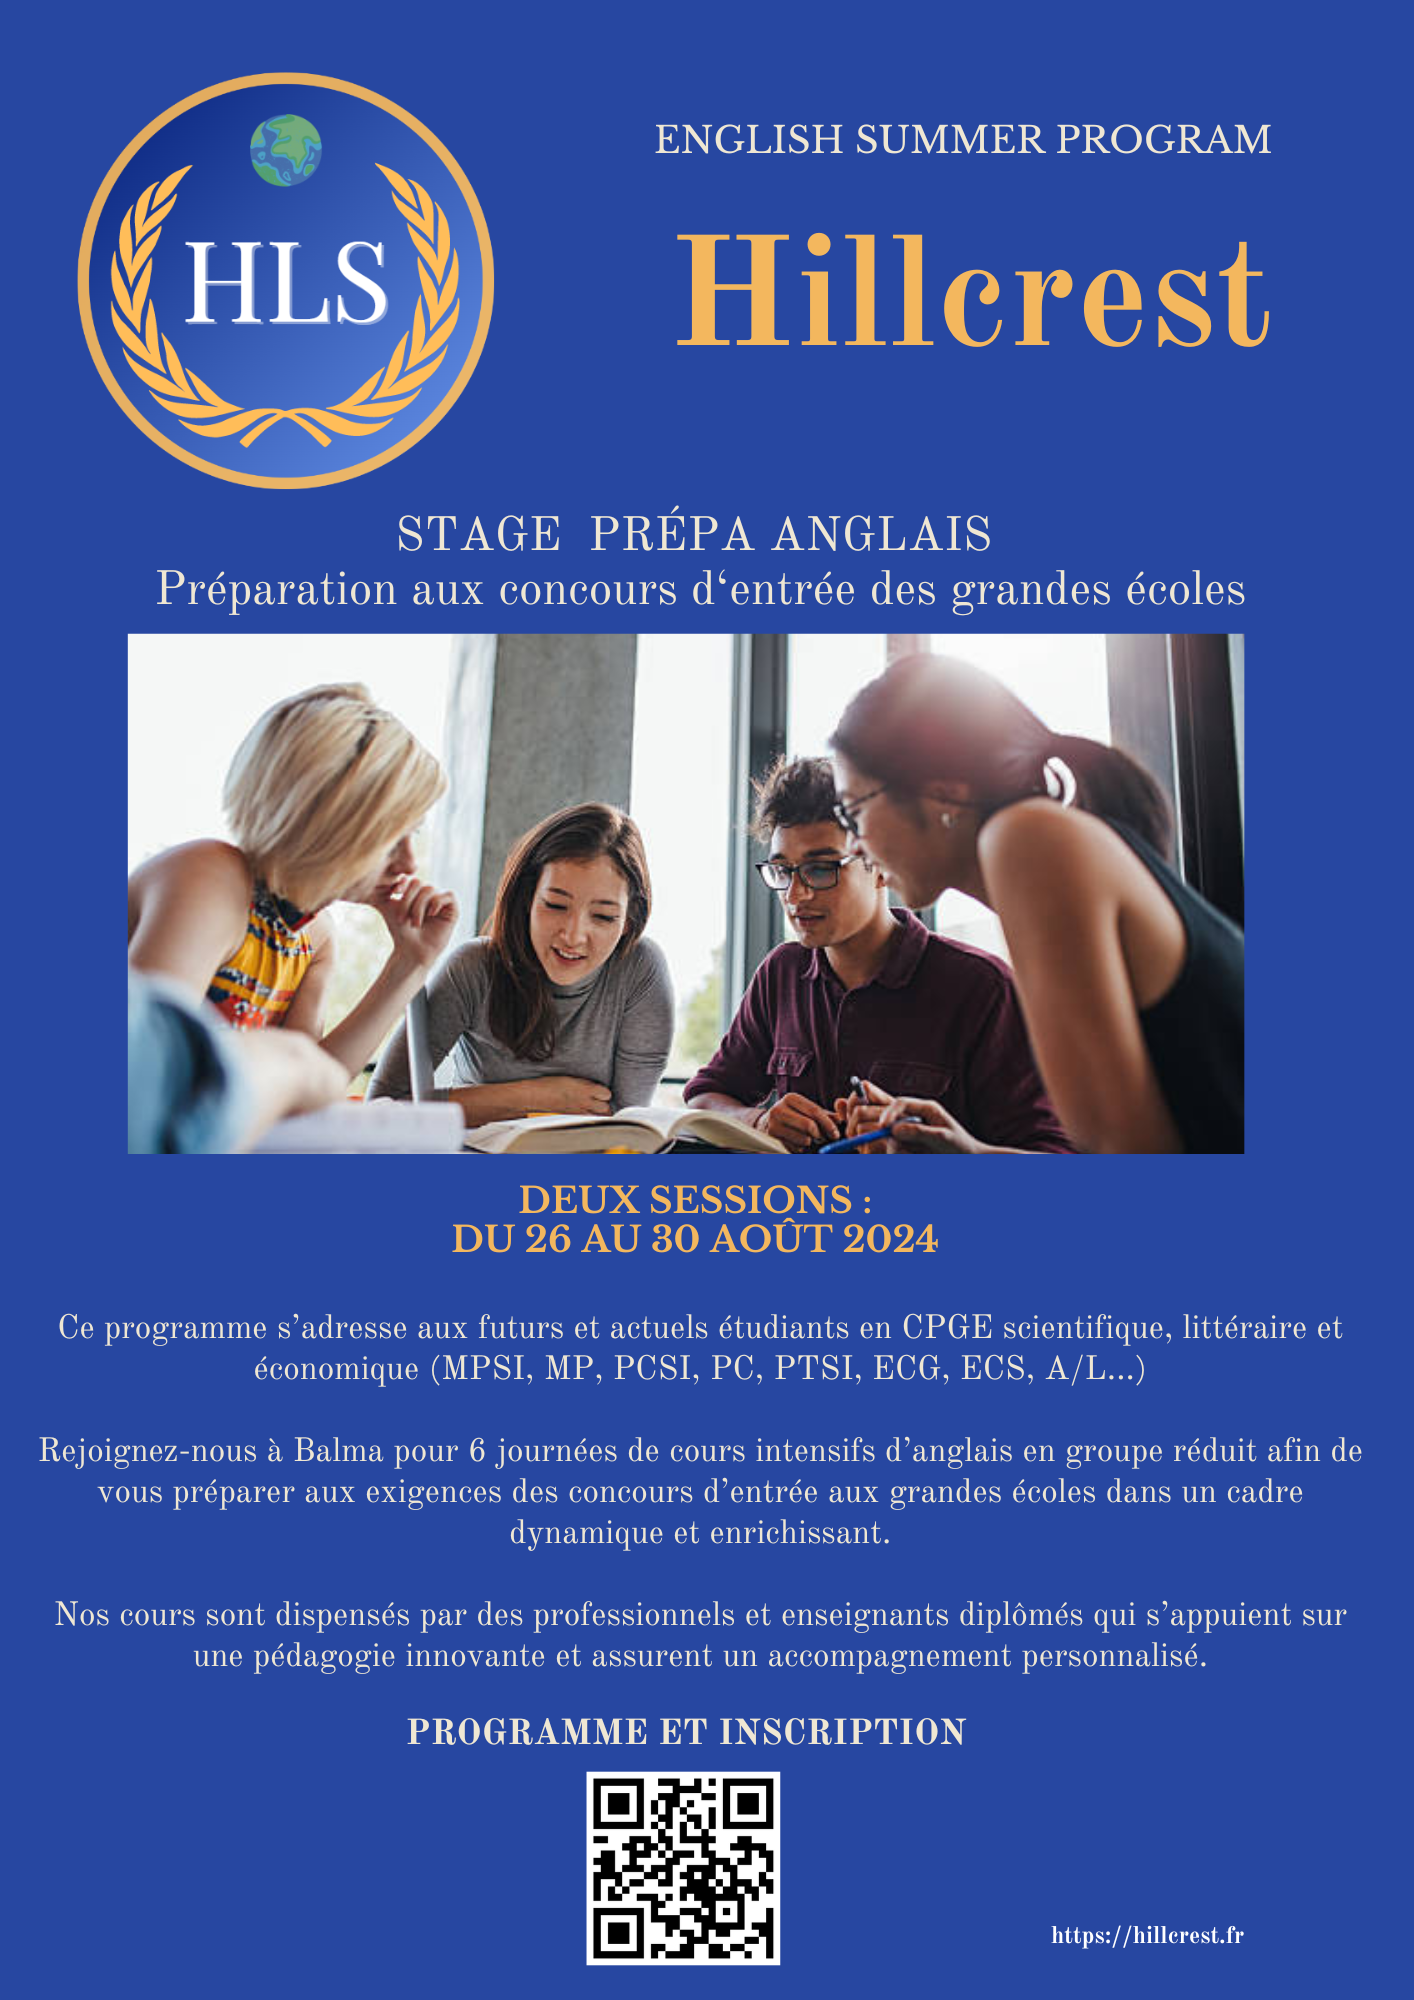 HLS
ENGLISH SUMMER PROGRAM
Hillcrest
STAGE PRÉPA ANGLAIS
Préparation aux concours d‘entrée des grandes écoles
DEUX SESSIONS :
DU 26 AU 30 AOÛT 2024
Ce programme s’adresse aux futurs et actuels étudiants en CPGE scientifique, littéraire et
économique (MPSI, MP, PCSI, PC, PTSI, ECG, ECS, A/L...)
Rejoignez-nous à Balma pour 6 journées de cours intensifs d’anglais en groupe réduit afin de
vous préparer aux exigences des concours d’entrée aux grandes écoles dans un cadre
dynamique et enrichissant.
Nos cours sont dispensés par des professionnels et enseignants diplômés qui s’appuient sur
une pédagogie innovante et assurent un accompagnement personnalisé.
PROGRAMME ET INSCRIPTION
https://hillcrest.fr